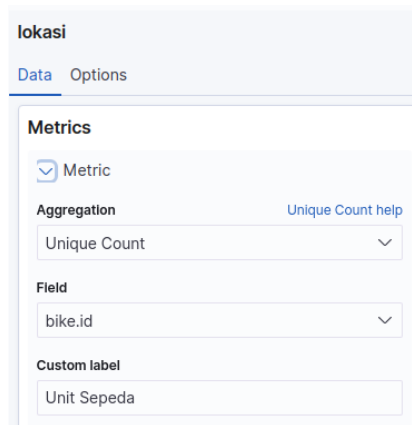 lokasi
Data Options
Metrics
Metric
Aggregation Unique Count help
Unique Count
Field
bike.id
Custom label
Unit Sepeda